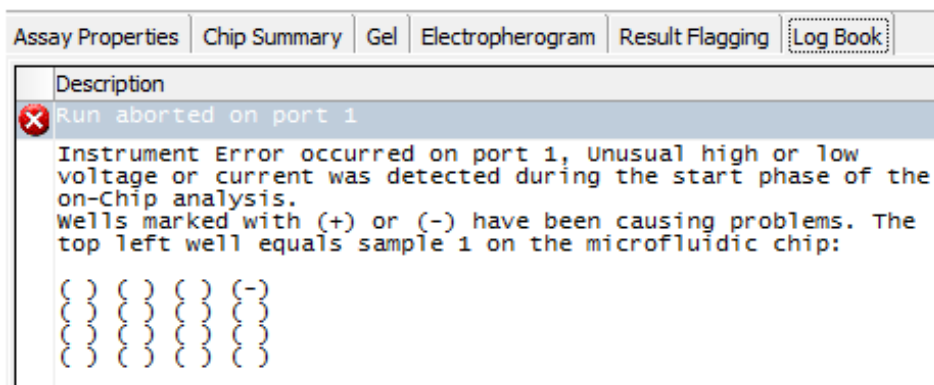 Assay Properties Chip Summary Gel Electropherogram Result Flagging Log Book
Description
Run aborted on port 1
Instrument Error occurred on port 1, Unusual high or low
voltage or current was detected during the start phase of the
on-Chip analysis.
Wells marked with (+) or (-) have been causing problems. The
top left well equals sample 1 on the microfluidic chip:
( ) ( ) ( ) (-)
( ) ( ) ( ) ( )
( ) ( ) ( ) ( )
( ) ( ) ( ) ( )